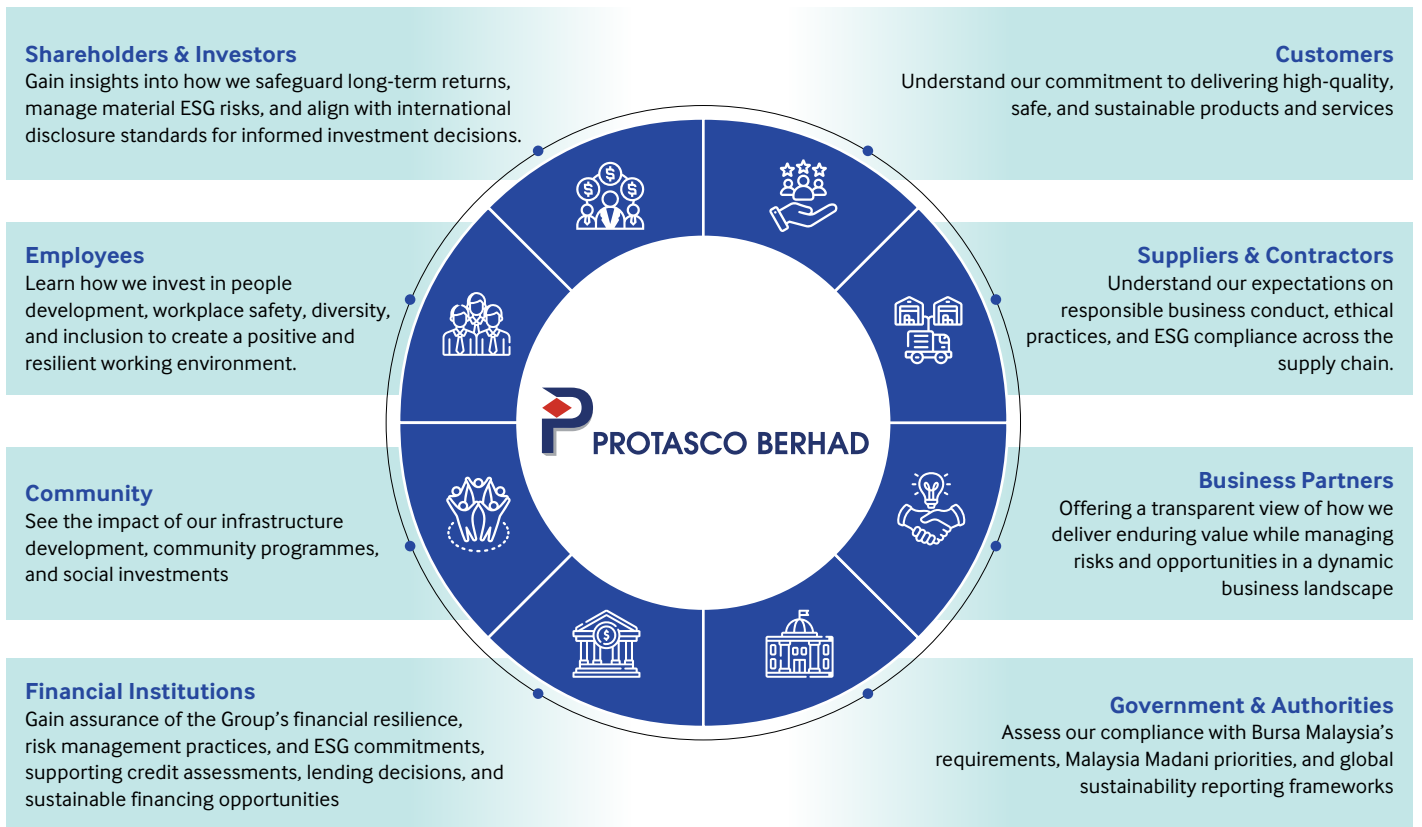 Shareholders & Investors
Gain insights into how we safeguard long-term returns,
manage material ESG risks, and align with international
disclosure standards for informed investment decisions.
Customers
Understand our commitment to delivering high-quality,
safe, and sustainable products and services
Employees
Learn how we invest in people
development, workplace safety, diversity,
and inclusion to create a positive and
resilient working environment.
Suppliers & Contractors
Understand our expectations on
responsible business conduct, ethical
practices, and ESG compliance across the
supply chain.
PROTASCO BERHAD
Community
See the impact of our infrastructure
development, community programmes,
and social investments
Business Partners
Offering a transparent view of how we
deliver enduring value while managing
risks and opportunities in a dynamic
business landscape
Financial Institutions
Gain assurance of the Group’s financial resilience,
risk management practices, and ESG commitments,
supporting credit assessments, lending decisions, and
sustainable financing opportunities
Government & Authorities
Assess our compliance with Bursa Malaysia’s
requirements, Malaysia Madani priorities, and global
sustainability reporting frameworks